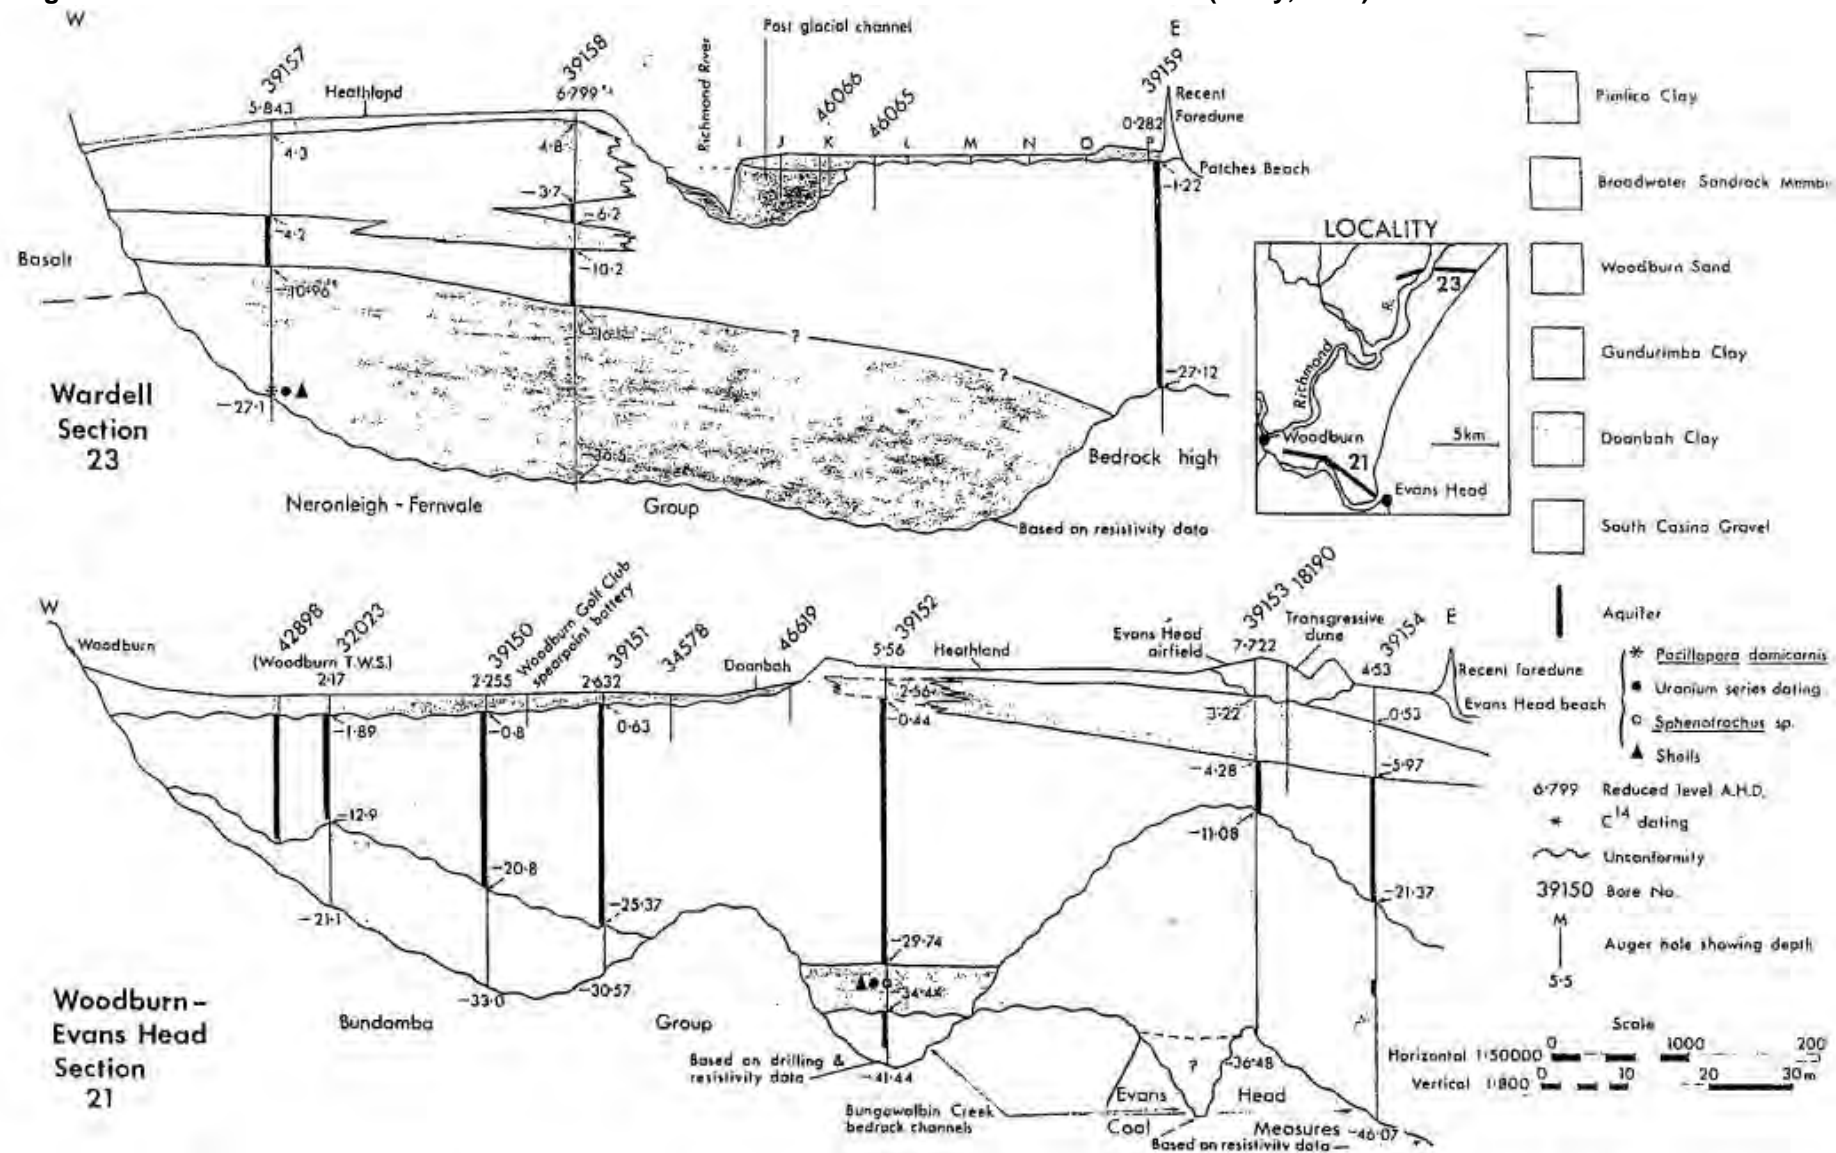 W
39157
39158
Richmond River
Post glacial channel
46066
46065
E
39159
5·843
Heathland
6·799
I J K L M N O P
0·282
Recent
Foredune
Patches Beach
4·3
4·8
-3·7
-6·2
-4·2
-10·2
-10·96
-1·22
Basalt
?
?
-27·12
-27·1
Wardell
Section
23
Bedrock high
Neronleigh - Fernvale
Group
Based on resistivity data
LOCALITY
23
R.
Richmond
Woodburn
21
5km
Evans Head
Pimlico Clay
Broadwater Sandrock
Woodburn Sand
Gundurimba Clay
Doonbah Clay
South Casino Gravel
Aquifer
Pocillopora damicornis
Uranium series dating
Sphenotrochus sp.
Shells
6·799 Reduced level A.H.D.
* C14 dating
Unconformity
39150 Bore No.
M
Auger hole showing depth
5·5
Scale
Horizontal 1:50000 0 1000 200
Vertical 1:800 0 10 20 30m
W
Woodburn
42898
(Woodburn T.W.S.)
32023
2·17
39150
2·255
Woodburn Golf Club
spearpoint battery
39151
2·632
34578
Doonbah
46619
39152
5·56
Heathland
Evans Head
airfield
39153
7·722
18190
Transgressive
dune
39154
4·53
E
Recent foredune
Evans Head beach
-1·89
-0·8
0·63
2·56
-0·44
3·22
-0·53
-4·28
-5·97
-12·9
-11·08
-20·8
-21·37
-21·1
-25·37
-29·74
-34·44
-33·0
-30·57
Woodburn -
Evans Head
Section
21
Bundamba
Group
Based on drilling &
resistivity data
-41·44
Bungawalbin Creek
bedrock channels
?
-36·48
Evans Head
Coal Measures
-46·07
Based on resistivity data